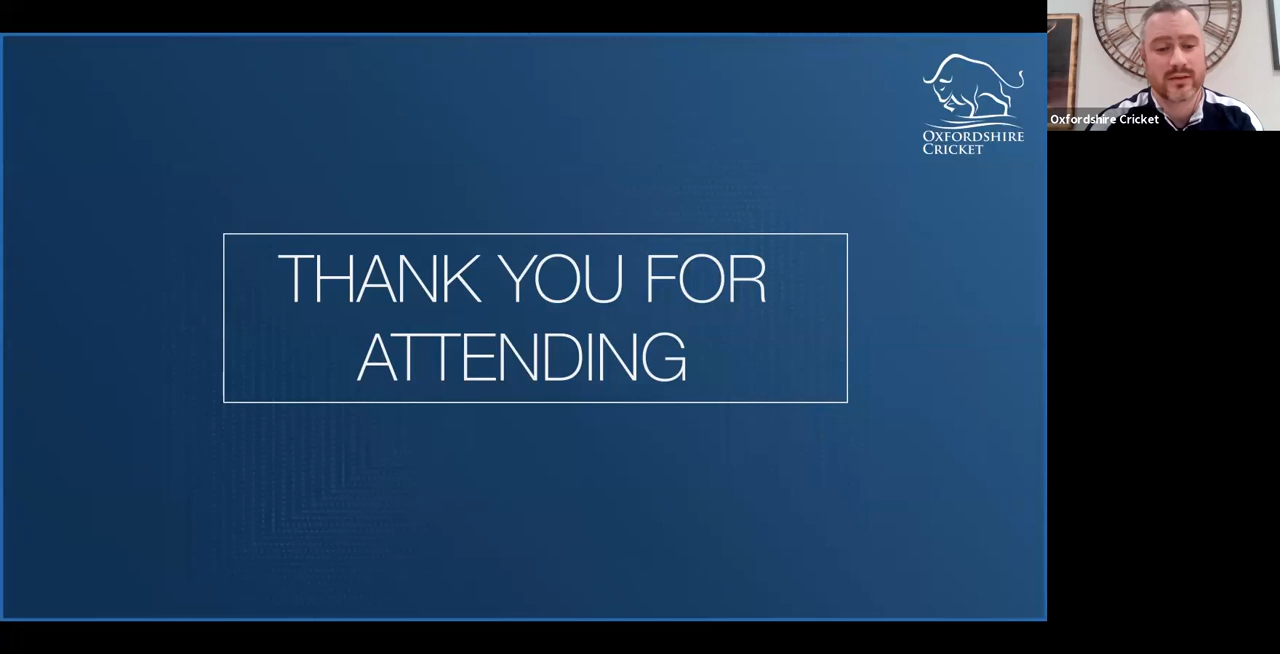 OXFORDSHIRE
CRICKET
Oxfordshire Cricket
THANK YOU FOR
ATTENDING